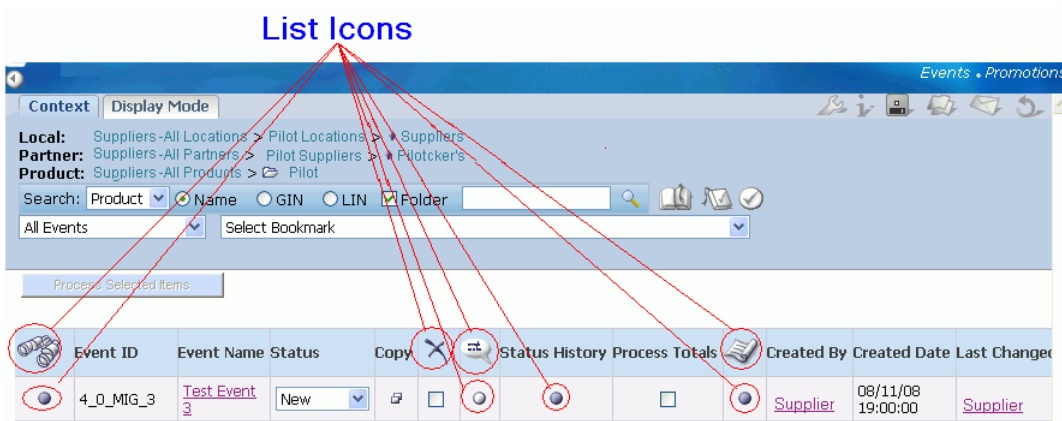 List Icons
Events • Promotions
Context Display Mode
Local: Suppliers-All Locations > Pilot Locations > Suppliers
Partner: Suppliers-All Partners > Pilot Suppliers > Pilotcker's
Product: Suppliers-All Products > Pilot
Search: Product Name GIN LIN Folder
All Events Select Bookmark
Process Selected Items
Event ID Event Name Status Copy Status History Process Totals Created By Created Date Last Changed
4_0_MIG_3 Test Event 3 New Supplier 08/11/08 19:00:00 Supplier